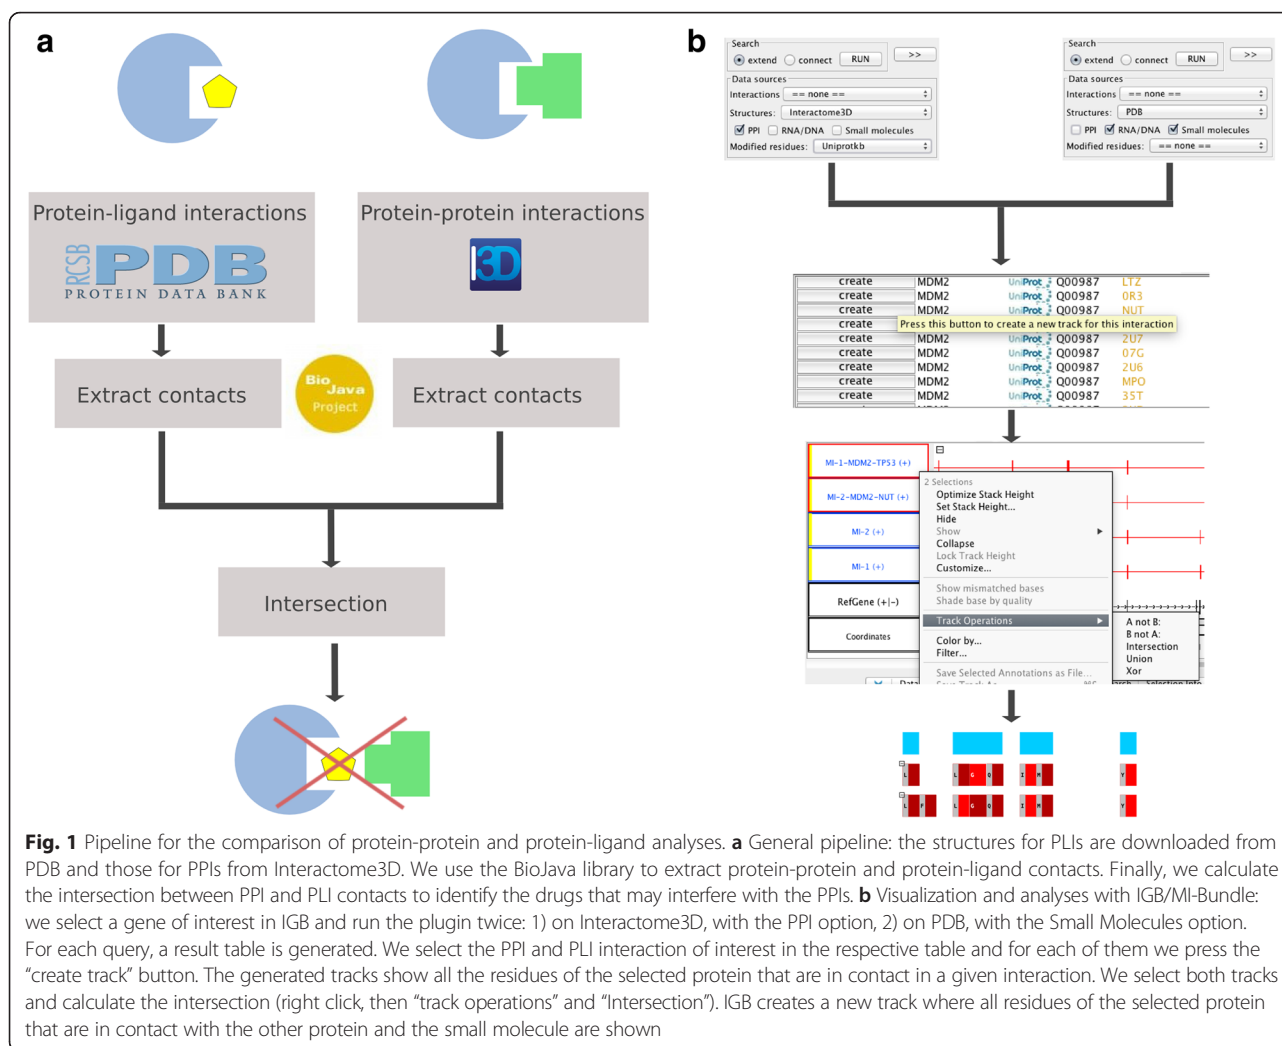 a
Protein-ligand interactions
RCSB
PDB
PROTEIN DATA BANK
Protein-protein interactions
I3D
Extract contacts
Bio
Java
Project
Extract contacts
Intersection
b
Search
extend connect RUN >>
Data sources
Interactions == none ==
Structures: Interactome3D
PPI RNA/DNA Small molecules
Modified residues: Uniprotkb
Search
extend connect RUN >>
Data sources
Interactions == none ==
Structures: PDB
PPI RNA/DNA Small molecules
Modified residues: == none ==
create MDM2 UniProt Q00987 LTZ
create MDM2 UniProt Q00987 0R3
create MDM2 UniProt Q00987 NUT
create Press this button to create a new track for this interaction
create MDM2 UniProt Q00987 2U7
create MDM2 UniProt Q00987 07G
create MDM2 UniProt Q00987 2U6
create MDM2 UniProt Q00987 MPO
create MDM2 UniProt Q00987 35T
MI-1-MDM2-TP53 (+)
MI-2-MDM2-NUT (+)
MI-2 (+)
MI-1 (+)
RefGene (+|-)
Coordinates
2 Selections
Optimize Stack Height
Set Stack Height...
Hide
Show
Collapse
Lock Track Height
Customize...
Show mismatched bases
Shade base by quality
Track Operations
Color by...
Filter...
Save Selected Annotations as File...
A not B:
B not A:
Intersection
Union
Xor
L L G Q I M Y
L F L G Q I M Y
Fig. 1 Pipeline for the comparison of protein-protein and protein-ligand analyses. a General pipeline: the structures for PLIs are downloaded from
PDB and those for PPIs from Interactome3D. We use the BioJava library to extract protein-protein and protein-ligand contacts. Finally, we calculate
the intersection between PPI and PLI contacts to identify the drugs that may interfere with the PPIs. b Visualization and analyses with IGB/MI-Bundle:
we select a gene of interest in IGB and run the plugin twice: 1) on Interactome3D, with the PPI option, 2) on PDB, with the Small Molecules option.
For each query, a result table is generated. We select the PPI and PLI interaction of interest in the respective table and for each of them we press the
“create track” button. The generated tracks show all the residues of the selected protein that are in contact in a given interaction. We select both tracks
and calculate the intersection (right click, then “track operations” and “Intersection”). IGB creates a new track where all residues of the selected protein
that are in contact with the other protein and the small molecule are shown